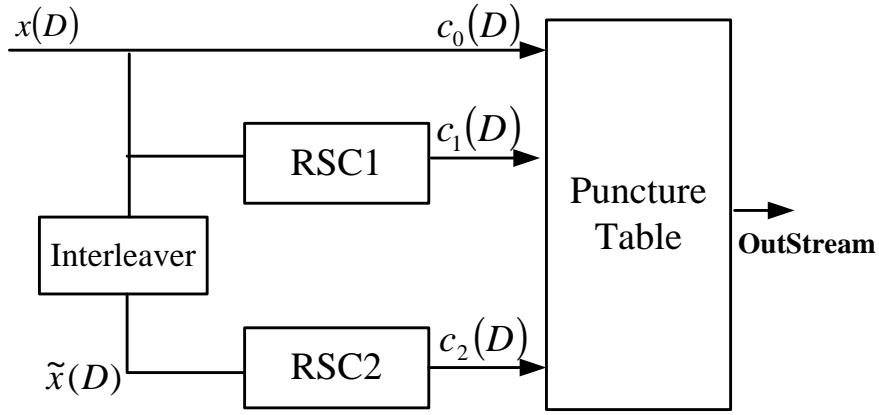 x(D)
c₀(D)
RSC1
c₁(D)
Puncture
Table
OutStream
Interleaver
x̃(D)
RSC2
c₂(D)